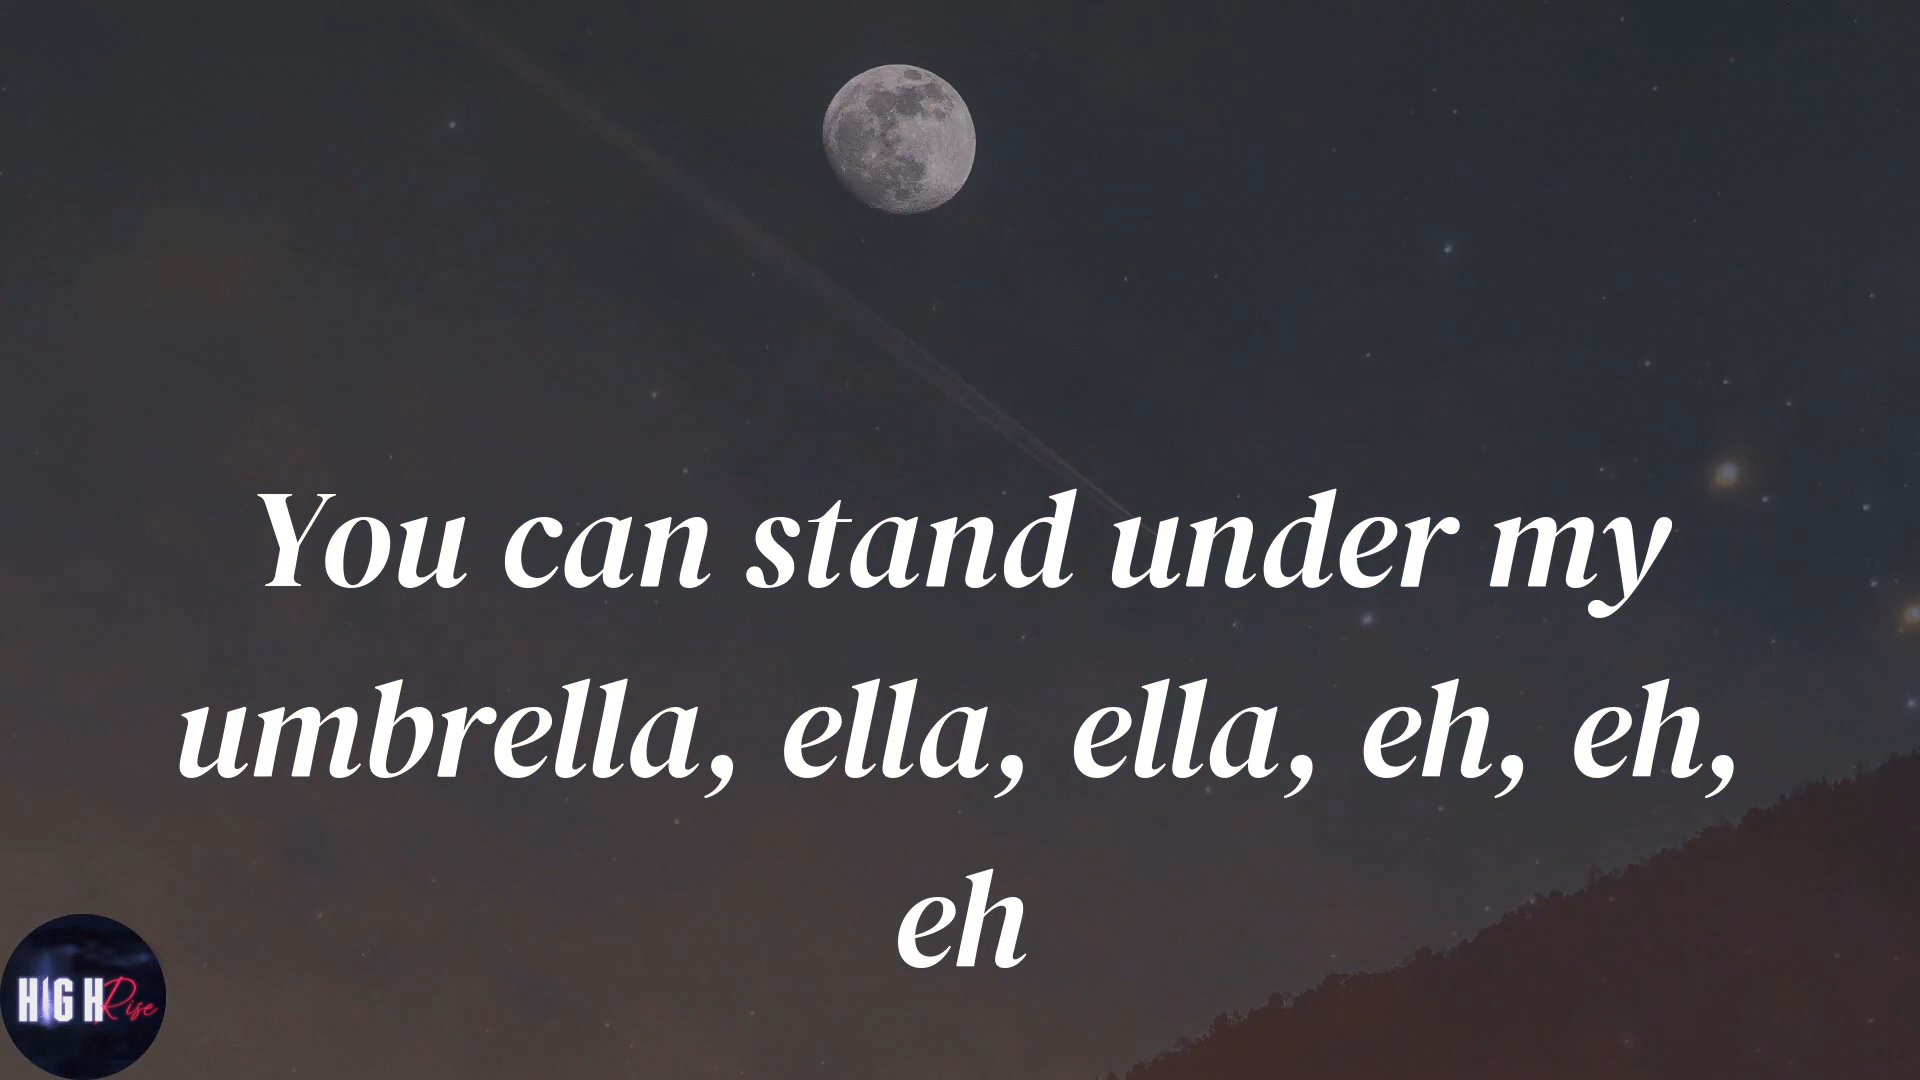 You can stand under my
umbrella, ella, ella, eh, eh,
eh
HIGH Rise